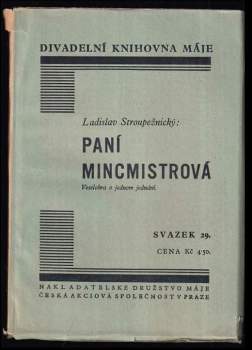 DIVADELNÍ KNIHOVNA MÁJE
Ladislav Stroupežnický:
PANÍ
MINCMISTROVÁ
Veselohra o jednom jednání.
SVAZEK 29.
CENA Kč 4·50.
NAKLADATELSKÉ DRUŽSTVO MÁJE
ČESKÁ AKCIOVÁ SPOLEČNOST V PRAZE